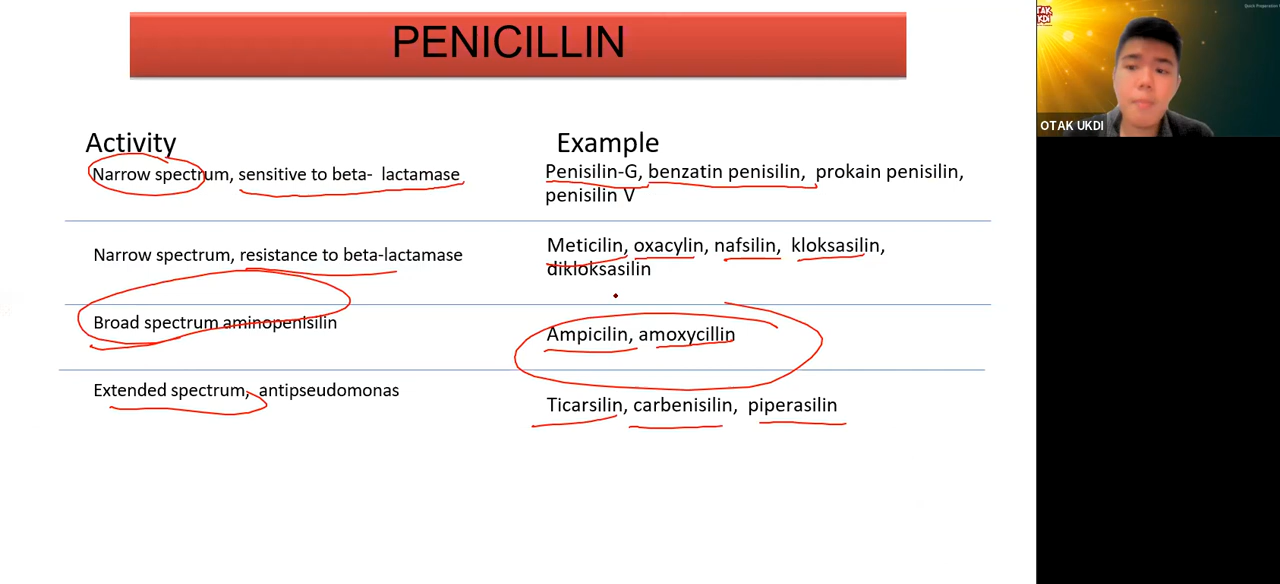 PENICILLIN
Activity
Example
Narrow spectrum, sensitive to beta- lactamase
Penisilin-G, benzatin penisilin, prokain penisilin,
penisilin V
Narrow spectrum, resistance to beta-lactamase
Meticilin, oxacylin, nafsilin, kloksasilin,
dikloksasilin
Broad spectrum aminopenisilin
Ampicilin, amoxycillin
Extended spectrum, antipseudomonas
Ticarsilin, carbenisilin, piperasilin
OTAK UKDI